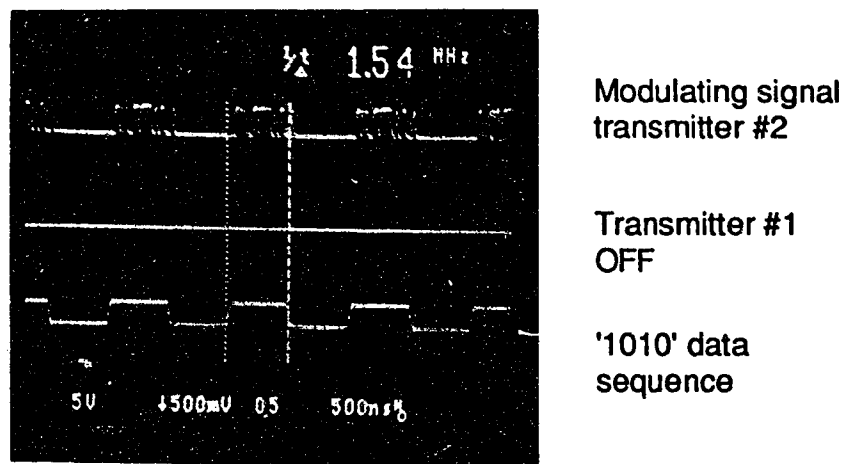 1/Δt 1.54 MHz
Modulating signal
transmitter #2
Transmitter #1
OFF
'1010' data
sequence
5V 500mV 0.5 500ns